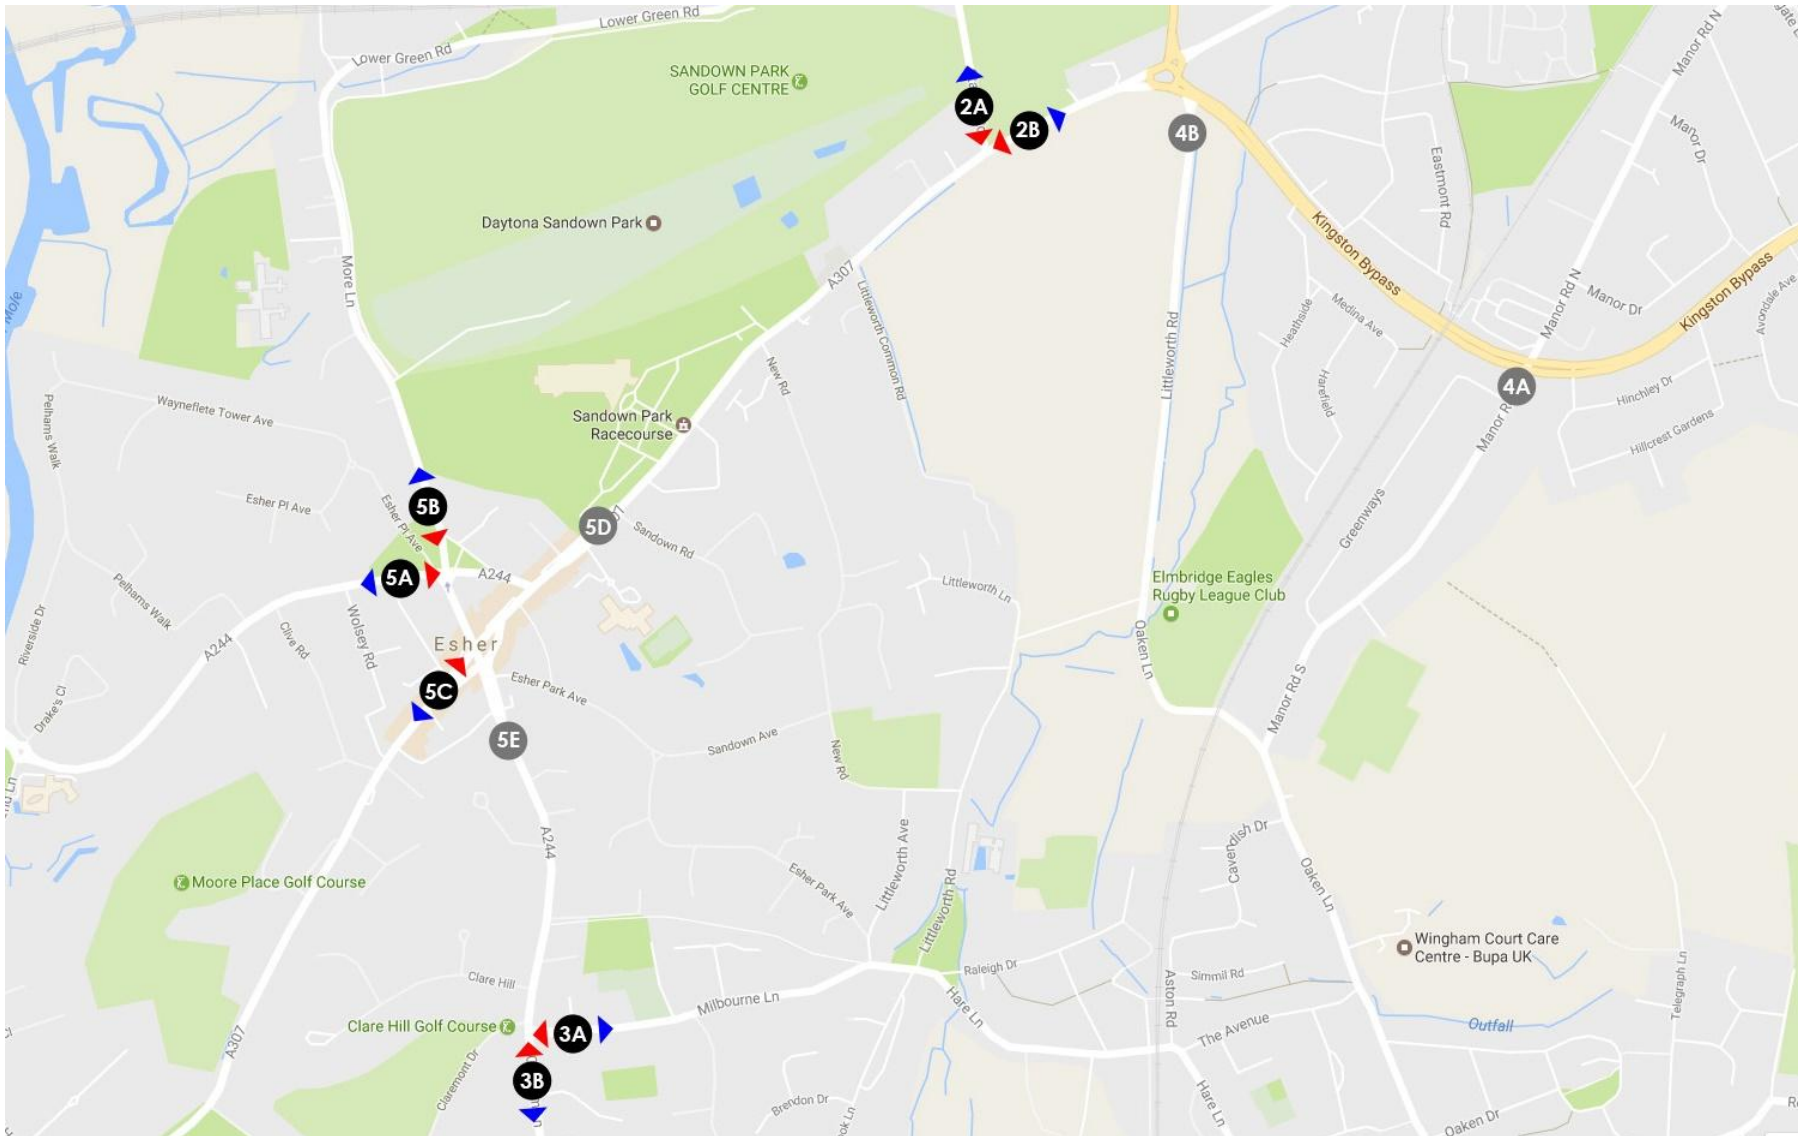 Lower Green Rd
Lower Green Rd
SANDOWN PARK
GOLF CENTRE
2A
2B
4B
Manor Rd N
Manor Dr
Eastmont Rd
Daytona Sandown Park
Kingston Bypass
Kingston Bypass
More Ln
A307
Littleworth Common Rd
Heathside
Medina Ave
Manor Rd N
Manor Dr
Avondale Ave
Mole
Littleworth Rd
New Rd
Harefield
4A
Hinchley Dr
Pelhams Walk
Wayneflete Tower Ave
Sandown Park
Racecourse
Manor R
Hillcrest Gardens
Esher Pl Ave
5B
Esher Pl Ave
5D
Sandown Rd
Greenways
5A
A244
Littleworth Ln
Elmbridge Eagles
Rugby League Club
Pelhams Walk
Riverside Dr
Wolsey Rd
Clive Rd
A244
Esher
Oaken Ln
5C
Esher Park Ave
Drake's Cl
Manor Rd S
5E
Sandown Ave
New Rd
A244
Littleworth Ave
Cavendish Dr
Moore Place Golf Course
Esher Park Ave
Oaken Ln
Littleworth Rd
Wingham Court Care
Centre - Bupa UK
Clare Hill
Raleigh Dr
Simmil Rd
Telegraph Ln
Milbourne Ln
Hare Ln
Aston Rd
Clare Hill Golf Course
3A
The Avenue
Outfall
A307
Claremont Dr
3B
Brendon Dr
Hare Ln
Oaken Dr